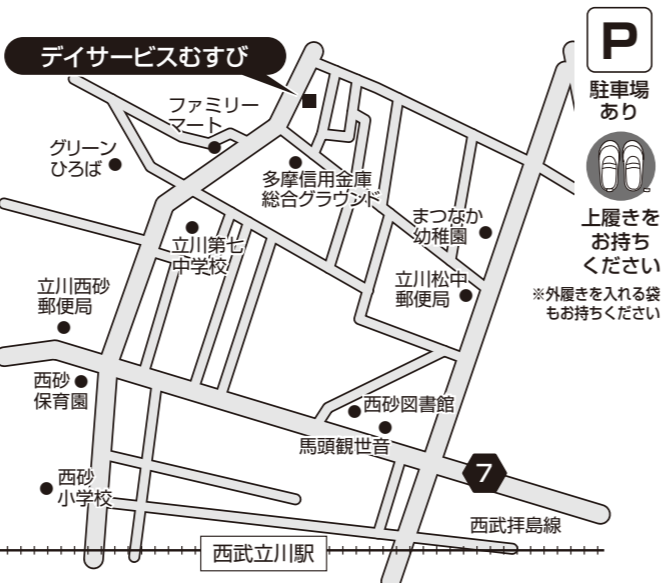 デイサービスむすび
P
駐車場
あり
ファミリー
マート
グリーン
ひろば
多摩信用金庫
総合グラウンド
まつなか
幼稚園
上履きを
お持ち
ください
※外履きを入れる袋
もお持ちください
立川第七
中学校
立川松中
郵便局
立川西砂
郵便局
西砂
保育園
西砂図書館
馬頭観世音
7
西砂
小学校
西武拝島線
西武立川駅